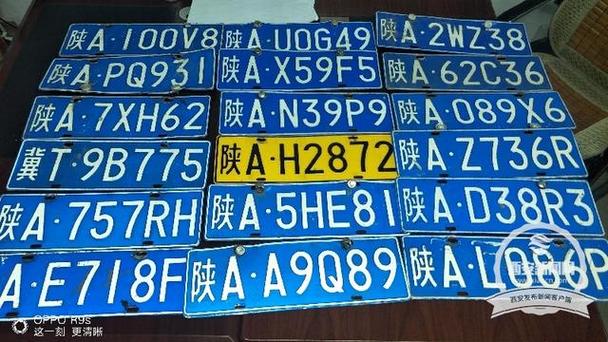 陕A·100V8 陕A·U0G49 陕A·2WZ38
陕A·PQ931 陕A·X59F5 陕A·62C36
陕A·7XH62 陕A·N39P9 陕A·089X6
冀T·9B775 陕A·H2872 陕A·Z736R
陕A·757RH 陕A·5HE81 陕A·D38R3
A·E718F 陕A·A9Q89 A·L0
西安发布新闻客户端
OPPO R9s
这一刻 更清晰